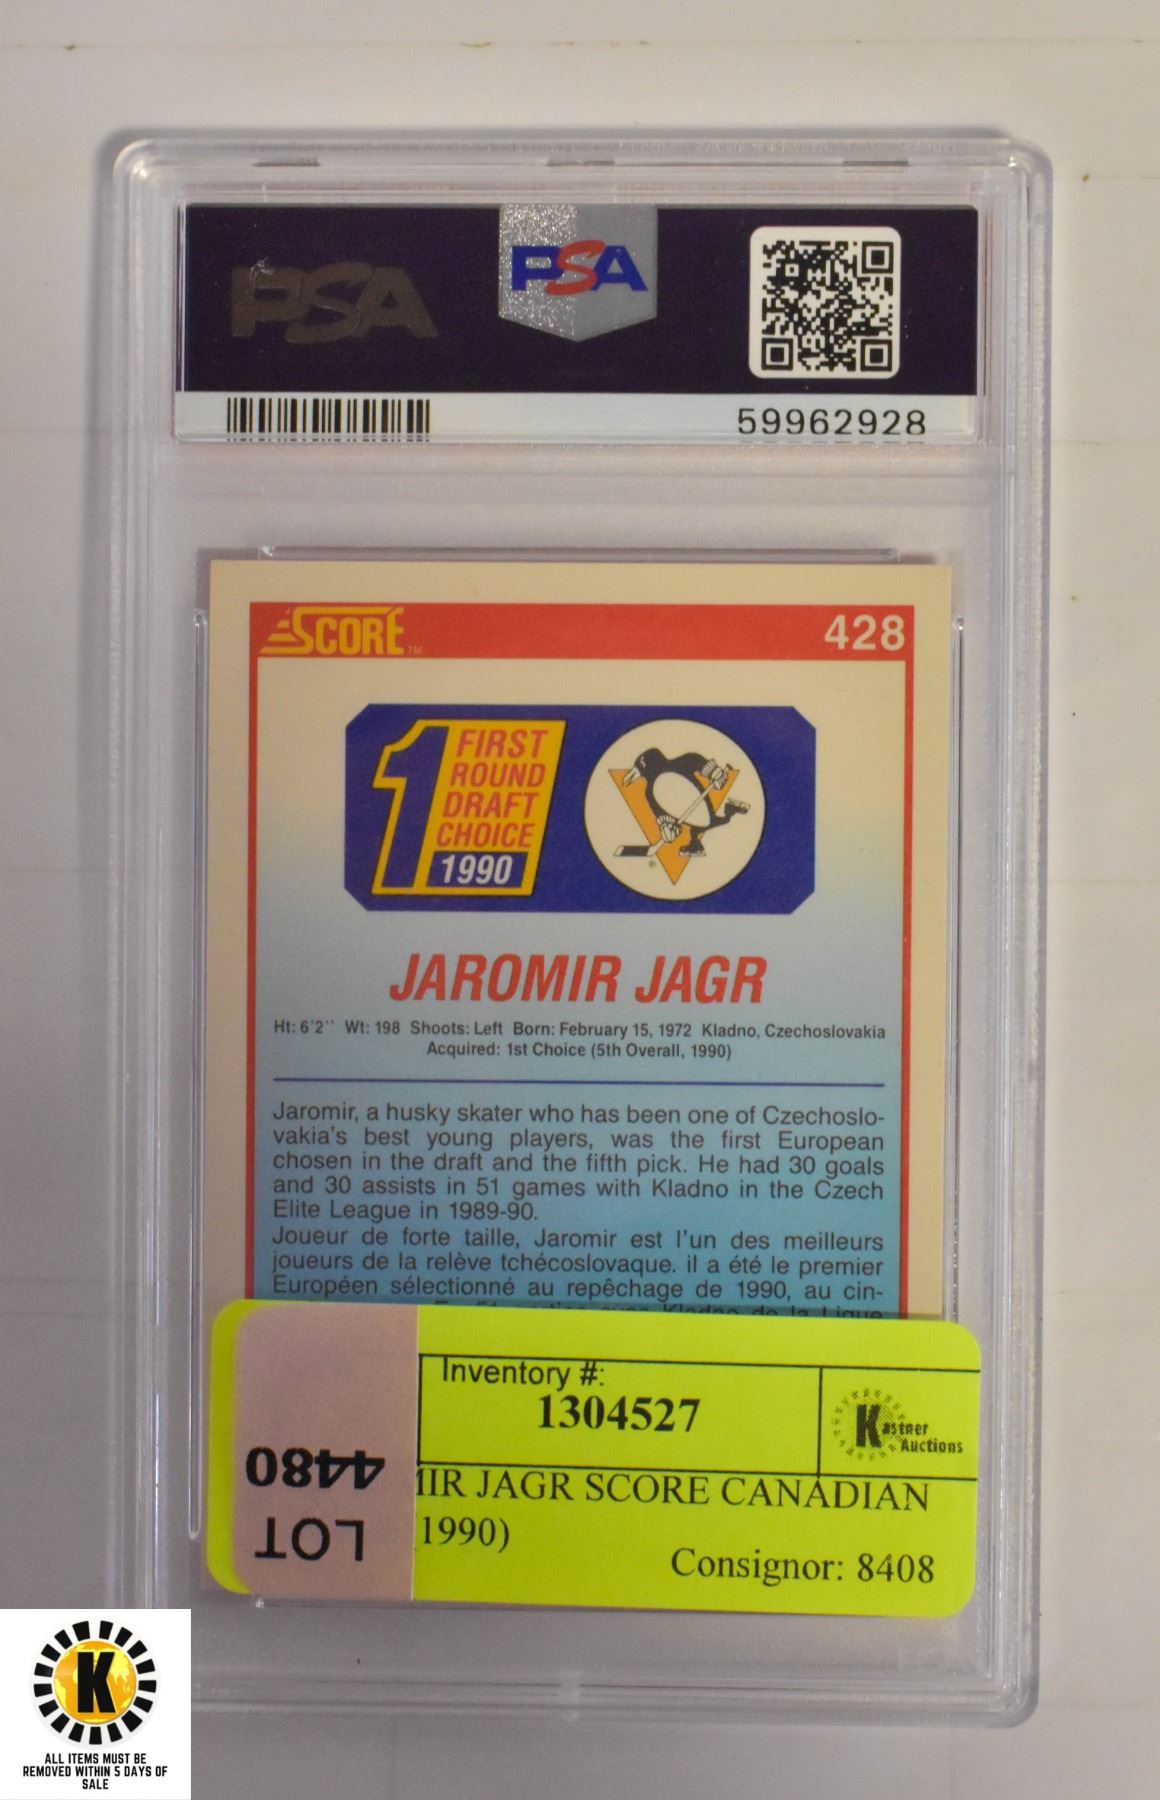 PSA
PSA
59962928
SCORE TM
428
1 FIRST
ROUND
DRAFT
CHOICE
1990
JAROMIR JAGR
Ht: 6'2'' Wt: 198 Shoots: Left Born: February 15, 1972 Kladno, Czechoslovakia
Acquired: 1st Choice (5th Overall, 1990)
Jaromir, a husky skater who has been one of Czechoslo-
vakia's best young players, was the first European
chosen in the draft and the fifth pick. He had 30 goals
and 30 assists in 51 games with Kladno in the Czech
Elite League in 1989-90.
Joueur de forte taille, Jaromir est l'un des meilleurs
joueurs de la relève tchécoslovaque. il a été le premier
Européen sélectionné au repêchage de 1990, au cin-
Kladno de la Ligue
Inventory #:
1304527
Kastner
Auctions
MIR JAGR SCORE CANADIAN
(1990)
Consignor: 8408
LOT
4480
K
ALL ITEMS MUST BE
REMOVED WITHIN 5 DAYS OF
SALE